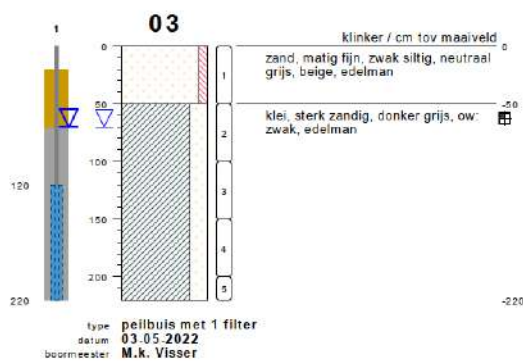 03
1
klinker / cm tov maaiveld
0
0
zand, matig fijn, zwak siltig, neutraal
grijs, beige, edelman
1
50
-50
klei, sterk zandig, donker grijs, ow:
zwak, edelman
2
100
120
3
150
4
200
5
220
-220
type peilbuis met 1 filter
datum 03-05-2022
boormeester M.k. Visser